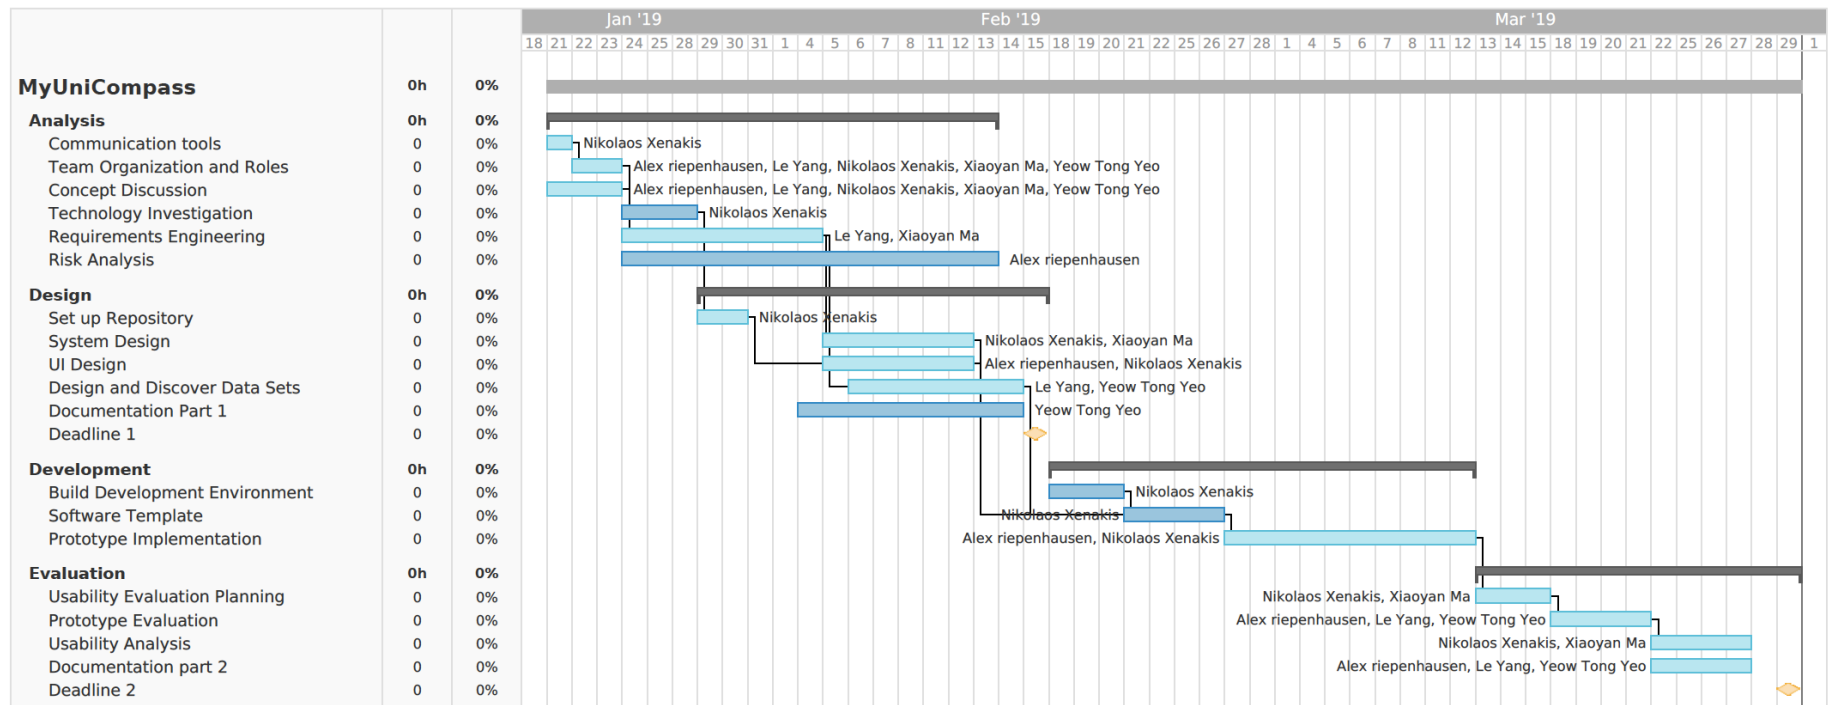 Jan '19 Feb '19 Mar '19
18 21 22 23 24 25 28 29 30 31 1 4 5 6 7 8 11 12 13 14 15 18 19 20 21 22 25 26 27 28 1 4 5 6 7 8 11 12 13 14 15 18 19 20 21 22 25 26 27 28 29 1
MyUniCompass 0h 0%
Analysis 0h 0%
Communication tools 0 0% Nikolaos Xenakis
Team Organization and Roles 0 0% Alex riepenhausen, Le Yang, Nikolaos Xenakis, Xiaoyan Ma, Yeow Tong Yeo
Concept Discussion 0 0% Alex riepenhausen, Le Yang, Nikolaos Xenakis, Xiaoyan Ma, Yeow Tong Yeo
Technology Investigation 0 0% Nikolaos Xenakis
Requirements Engineering 0 0% Le Yang, Xiaoyan Ma
Risk Analysis 0 0% Alex riepenhausen
Design 0h 0%
Set up Repository 0 0% Nikolaos Xenakis
System Design 0 0% Nikolaos Xenakis, Xiaoyan Ma
UI Design 0 0% Alex riepenhausen, Nikolaos Xenakis
Design and Discover Data Sets 0 0% Le Yang, Yeow Tong Yeo
Documentation Part 1 0 0% Yeow Tong Yeo
Deadline 1 0 0%
Development 0h 0%
Build Development Environment 0 0% Nikolaos Xenakis
Software Template 0 0% Nikolaos Xenakis
Prototype Implementation 0 0% Alex riepenhausen, Nikolaos Xenakis
Evaluation 0h 0%
Usability Evaluation Planning 0 0% Nikolaos Xenakis, Xiaoyan Ma
Prototype Evaluation 0 0% Alex riepenhausen, Le Yang, Yeow Tong Yeo
Usability Analysis 0 0% Nikolaos Xenakis, Xiaoyan Ma
Documentation part 2 0 0% Alex riepenhausen, Le Yang, Yeow Tong Yeo
Deadline 2 0 0%